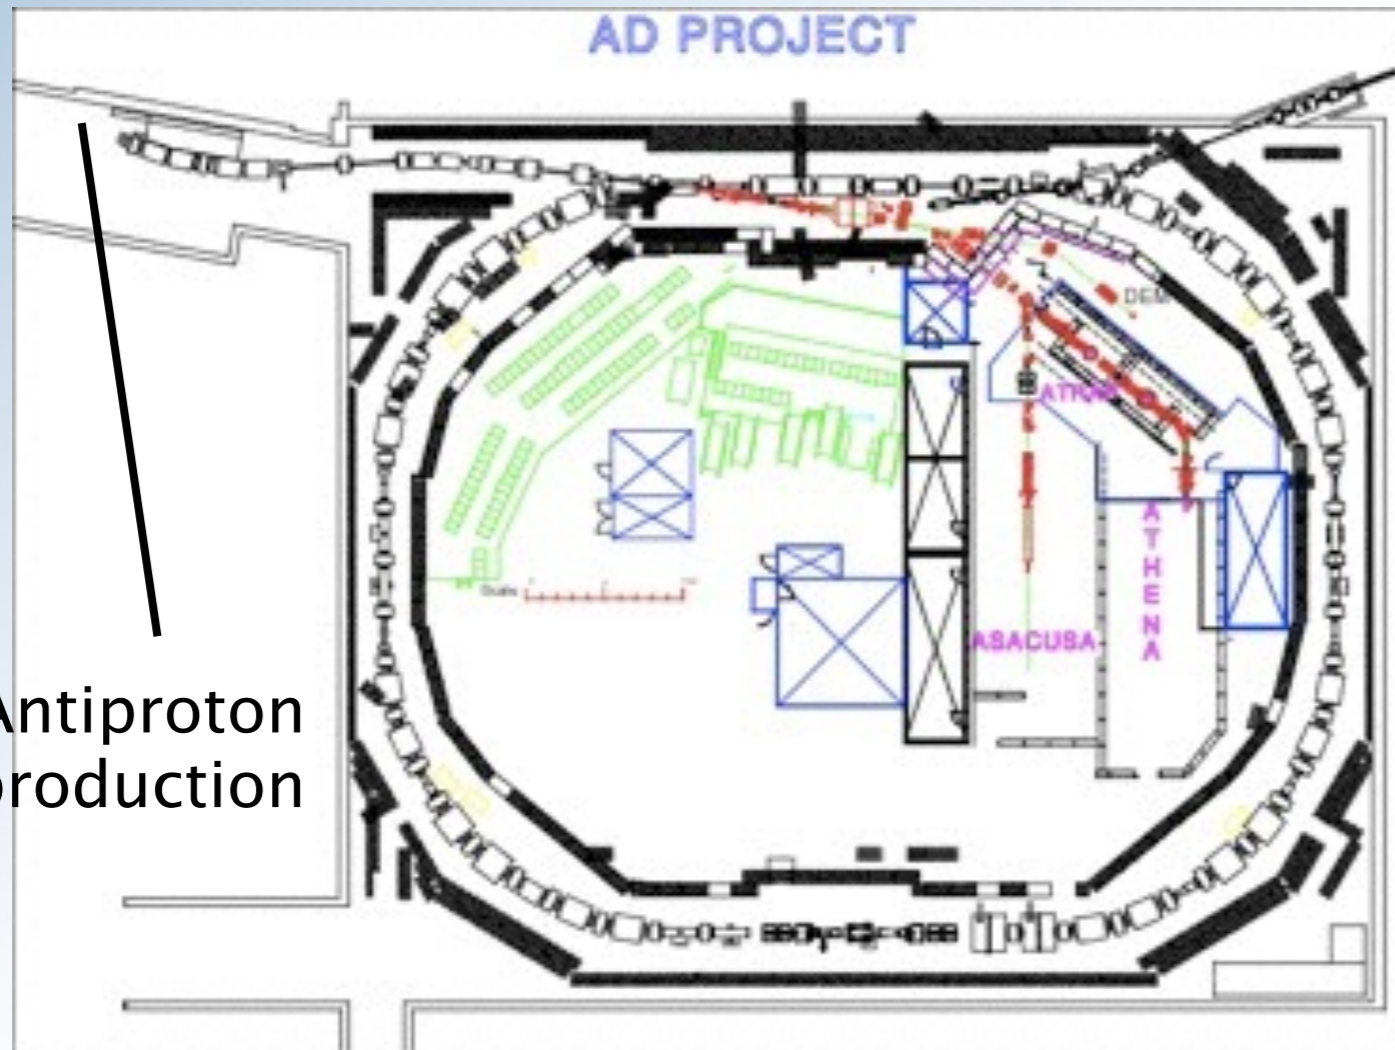 AD PROJECT
DEM
ATRAP
ATHENA
ASACUSA
Antiproton
production